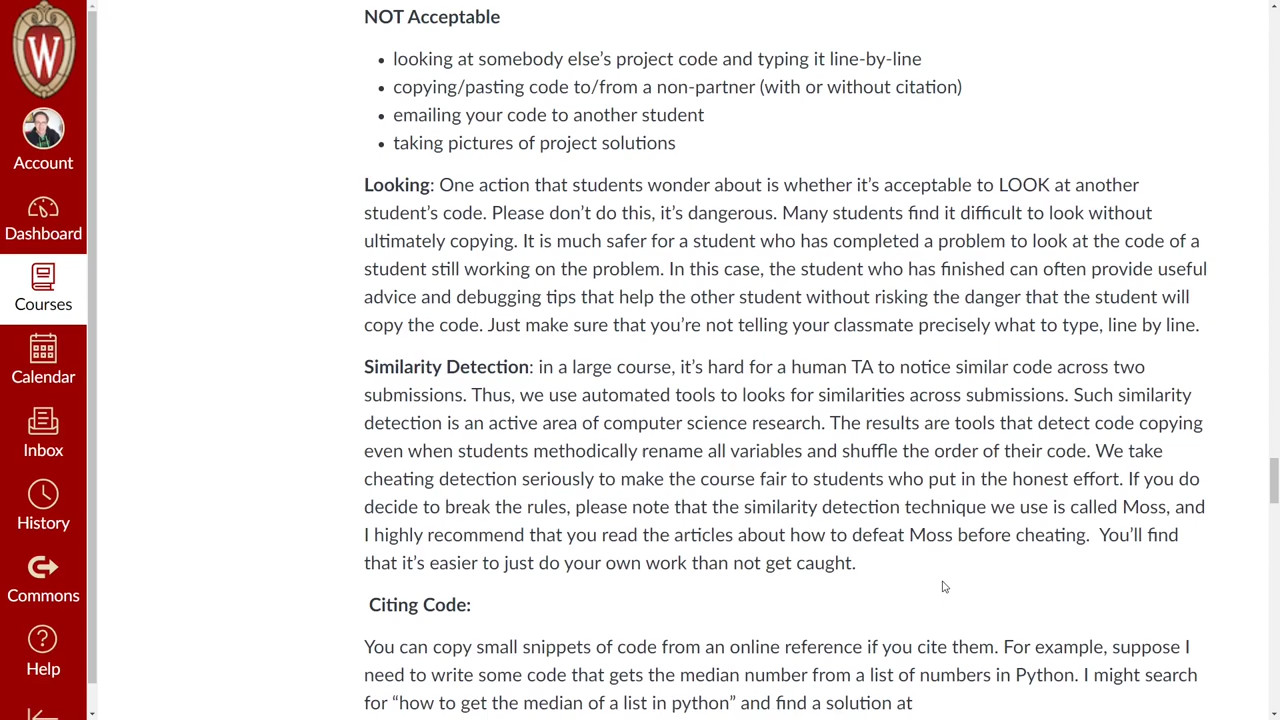 W
Account
Dashboard
Courses
Calendar
Inbox
History
Commons
Help
NOT Acceptable
looking at somebody else’s project code and typing it line-by-line
copying/pasting code to/from a non-partner (with or without citation)
emailing your code to another student
taking pictures of project solutions
Looking: One action that students wonder about is whether it’s acceptable to LOOK at another
student’s code. Please don’t do this, it’s dangerous. Many students find it difficult to look without
ultimately copying. It is much safer for a student who has completed a problem to look at the code of a
student still working on the problem. In this case, the student who has finished can often provide useful
advice and debugging tips that help the other student without risking the danger that the student will
copy the code. Just make sure that you’re not telling your classmate precisely what to type, line by line.
Similarity Detection: in a large course, it’s hard for a human TA to notice similar code across two
submissions. Thus, we use automated tools to looks for similarities across submissions. Such similarity
detection is an active area of computer science research. The results are tools that detect code copying
even when students methodically rename all variables and shuffle the order of their code. We take
cheating detection seriously to make the course fair to students who put in the honest effort. If you do
decide to break the rules, please note that the similarity detection technique we use is called Moss, and
I highly recommend that you read the articles about how to defeat Moss before cheating.  You’ll find
that it’s easier to just do your own work than not get caught.
Citing Code:
You can copy small snippets of code from an online reference if you cite them. For example, suppose I
need to write some code that gets the median number from a list of numbers in Python. I might search
for “how to get the median of a list in python” and find a solution at